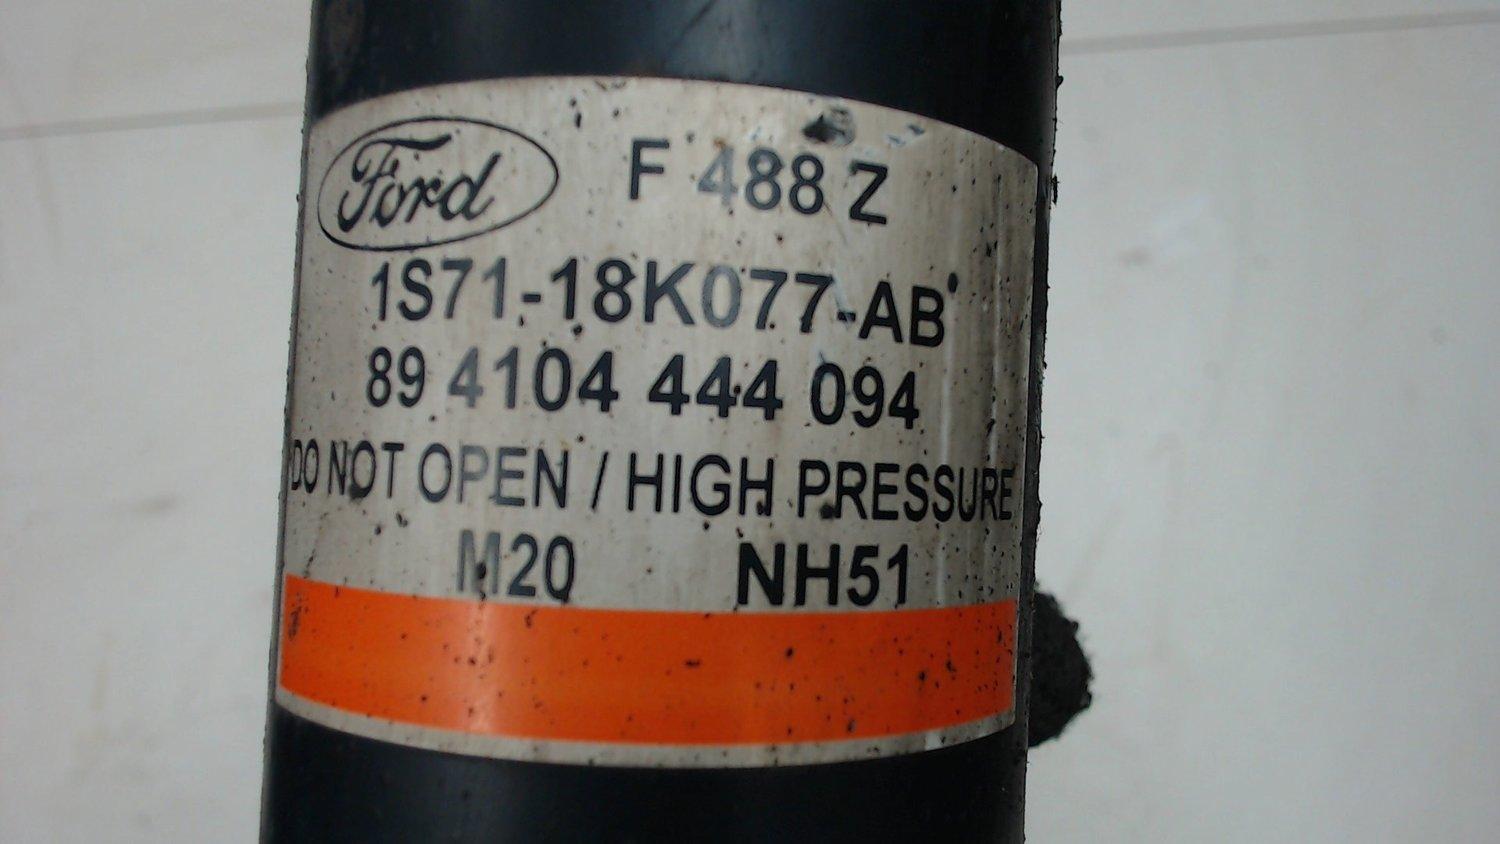 Ford F 488 Z
1S71-18K077-AB
89 4104 444 094
DO NOT OPEN / HIGH PRESSURE
M20 NH51